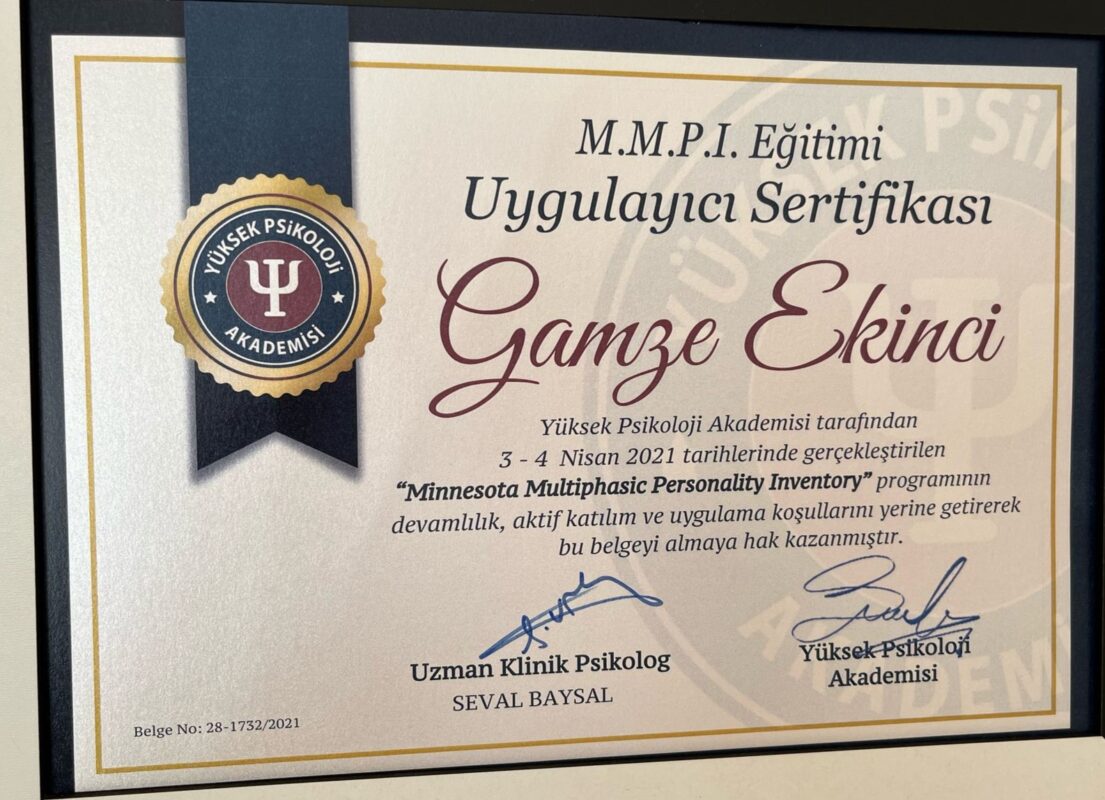 M.M.P.I. Eğitimi
Uygulayıcı Sertifikası
YÜKSEK PSiKOLOJi
Ψ
AKADEMİSİ
Gamze Ekinci
Yüksek Psikoloji Akademisi tarafından
3 - 4 Nisan 2021 tarihlerinde gerçekleştirilen
“Minnesota Multiphasic Personality Inventory” programının
devamlılık, aktif katılım ve uygulama koşullarını yerine getirerek
bu belgeyi almaya hak kazanmıştır.
Uzman Klinik Psikolog
SEVAL BAYSAL
Yüksek Psikoloji
Akademisi
Belge No: 28-1732/2021